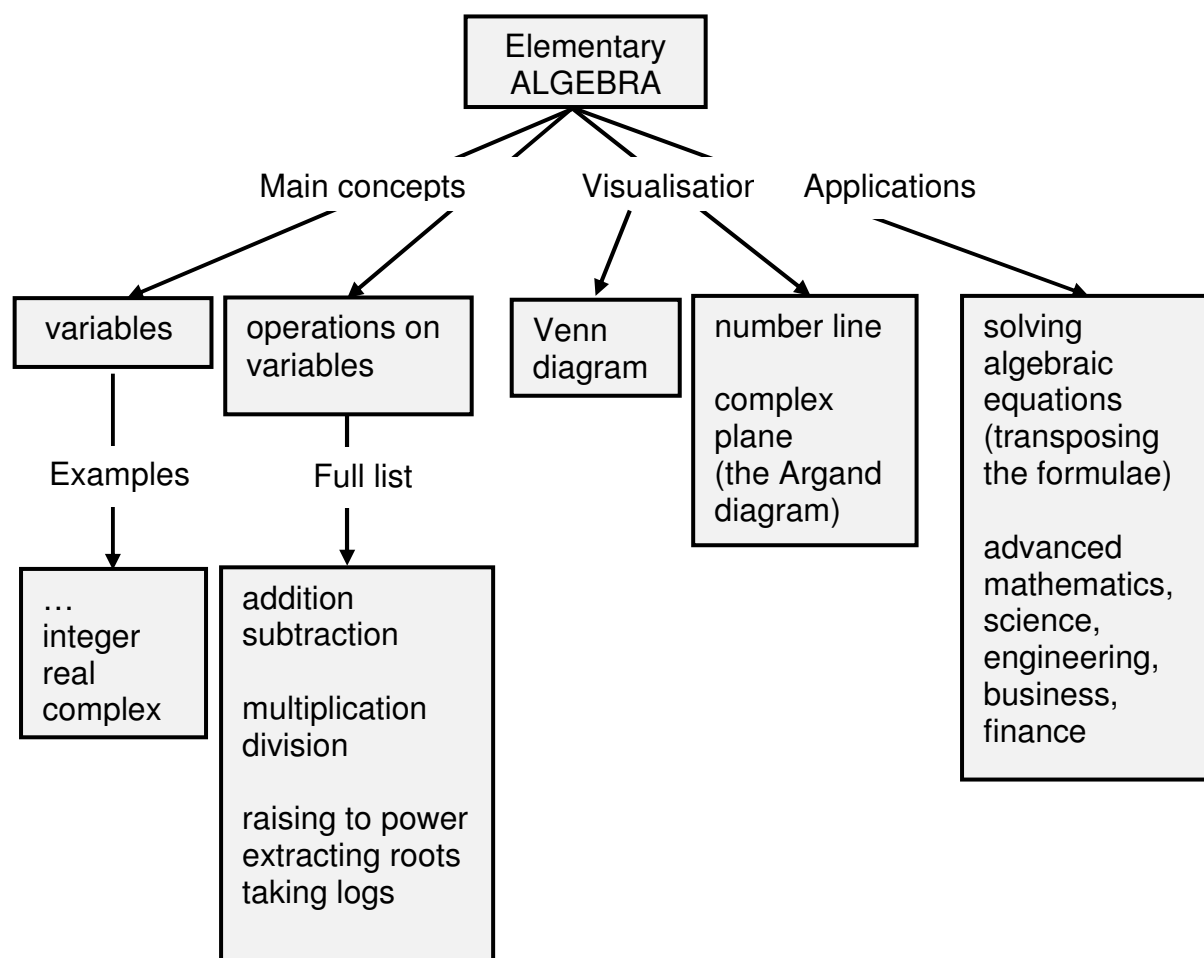 Elementary
ALGEBRA
Main concepts
Visualisation
Applications
variables
operations on
variables
Venn
diagram
number line
complex
plane
(the Argand
diagram)
solving
algebraic
equations
(transposing
the formulae)
advanced
mathematics,
science,
engineering,
business,
finance
Examples
Full list
…
integer
real
complex
addition
subtraction
multiplication
division
raising to power
extracting roots
taking logs